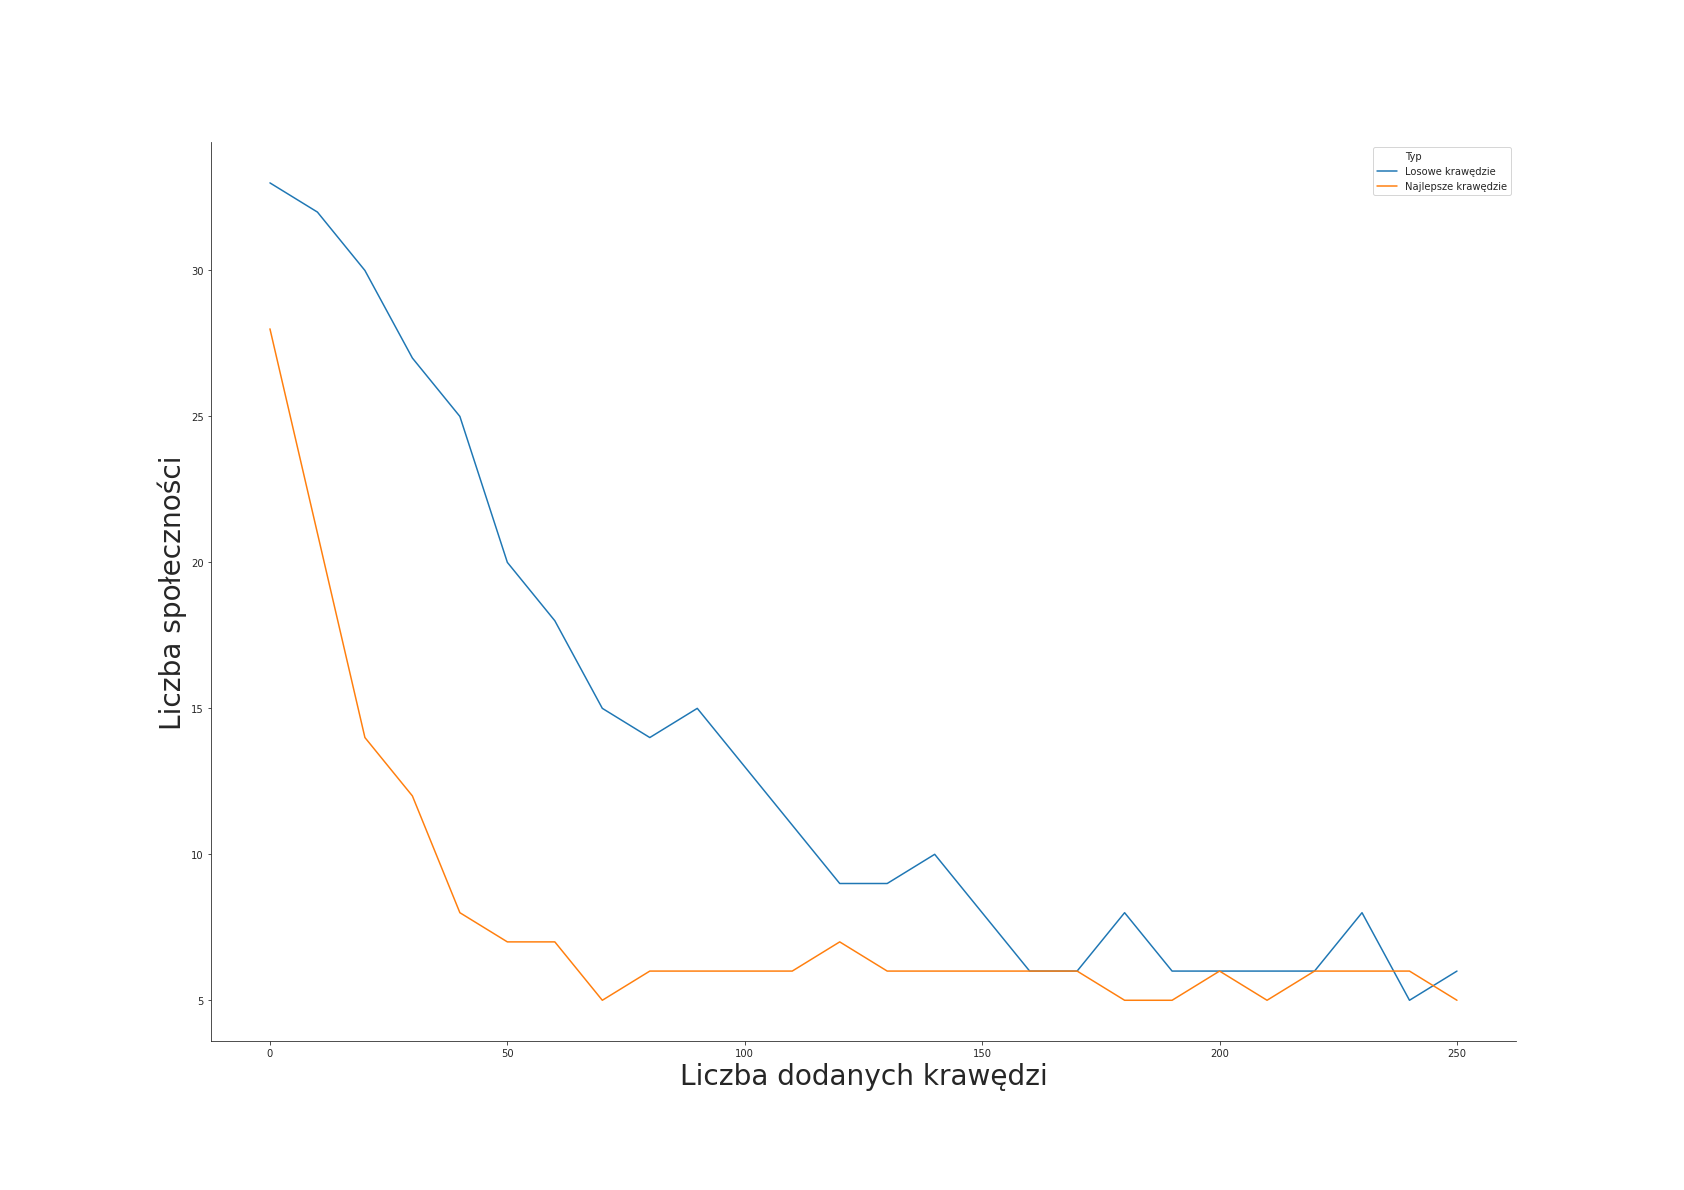 Typ
Losowe krawędzie
Najlepsze krawędzie
30
25
20
15
10
5
Liczba społeczności
0 50 100 150 200 250
Liczba dodanych krawędzi